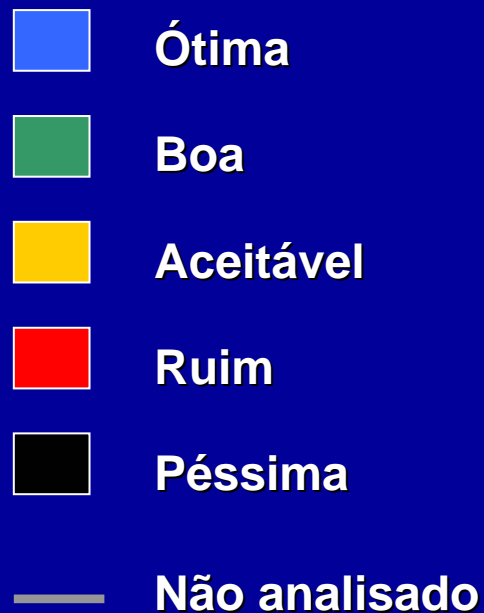 Ótima
Boa
Aceitável
Ruim
Péssima
Não analisado